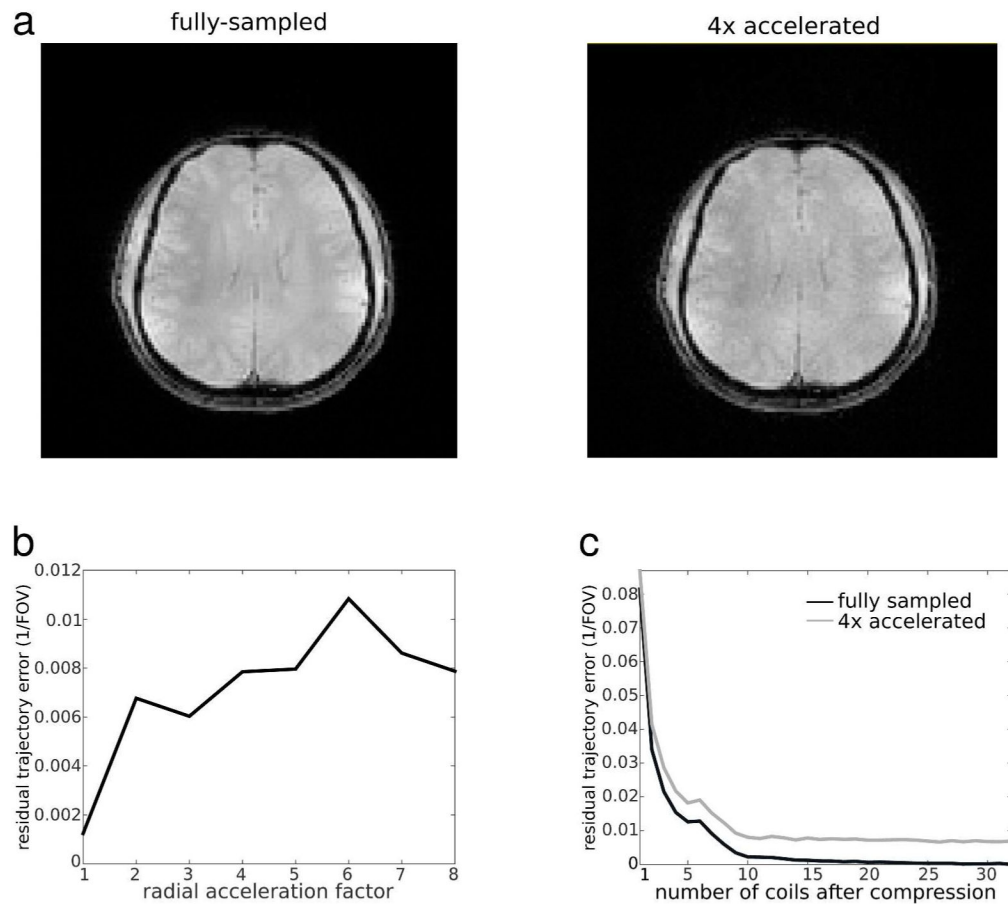 a
fully-sampled
4x accelerated
b
residual trajectory error (1/FOV)
0.012
0.01
0.008
0.006
0.004
0.002
0
1 2 3 4 5 6 7 8
radial acceleration factor
c
residual trajectory error (1/FOV)
0.08
0.07
0.06
0.05
0.04
0.03
0.02
0.01
0
fully sampled
4x accelerated
1 5 10 15 20 25 30
number of coils after compression